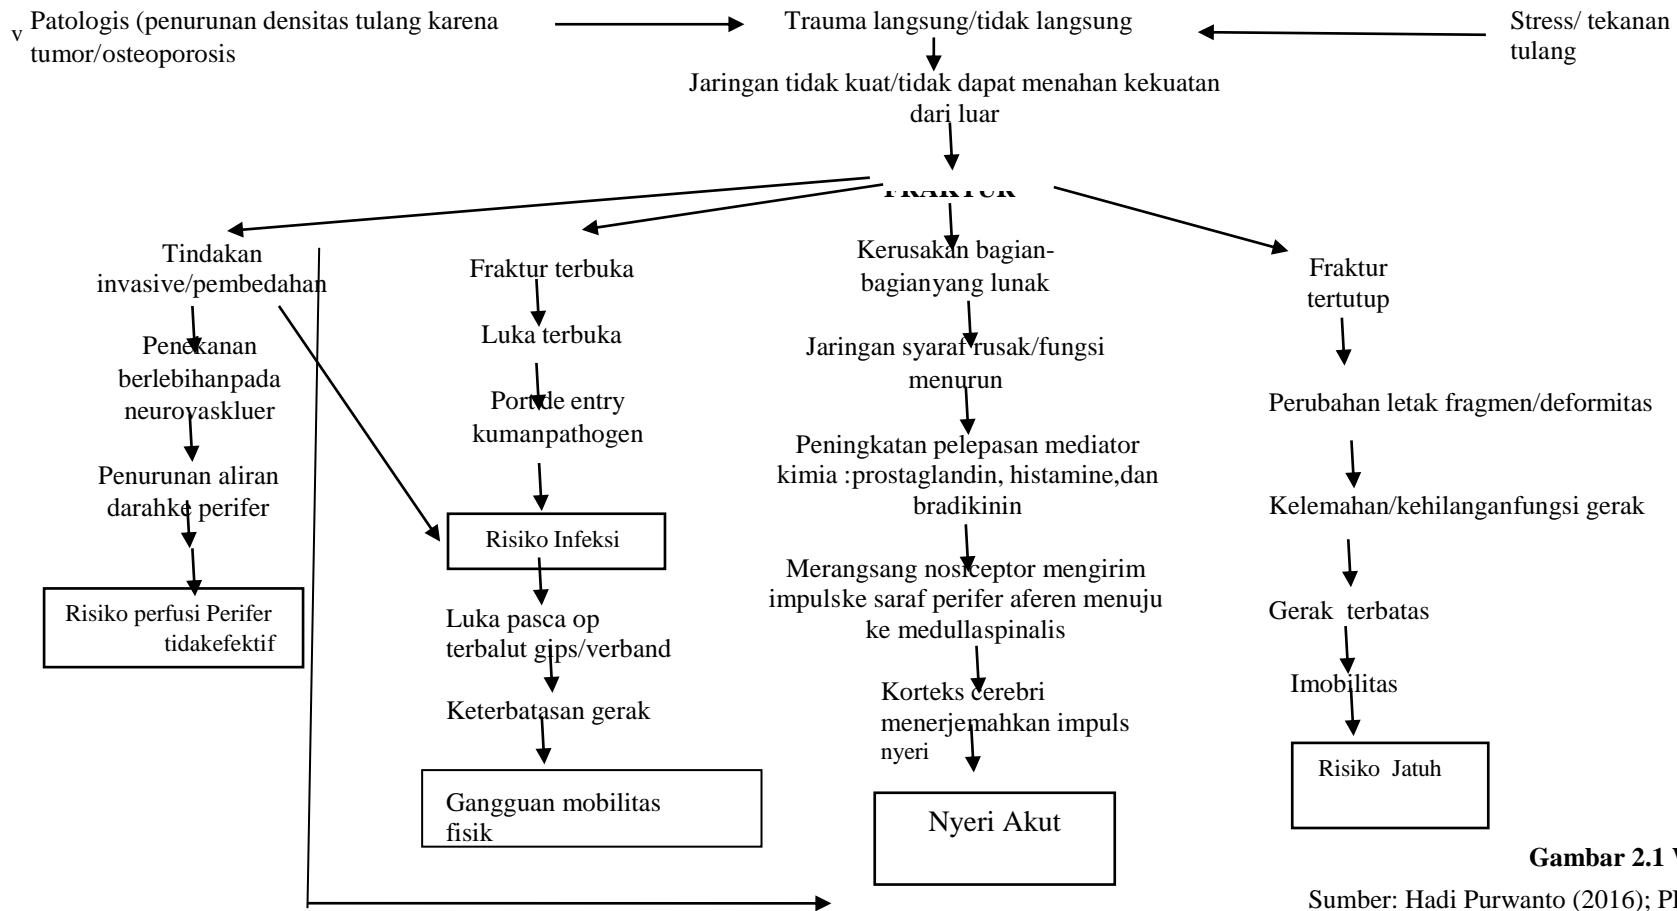 v Patologis (penurunan densitas tulang karena
tumor/osteoporosis
Trauma langsung/tidak langsung
Stress/ tekanan
tulang
Jaringan tidak kuat/tidak dapat menahan kekuatan
dari luar
FRAKTUR
Tindakan
invasive/pembedahan
Penekanan
berlebihanpada
neurovaskluer
Penurunan aliran
darahke perifer
Risiko perfusi Perifer
tidakefektif
Fraktur terbuka
Luka terbuka
Port de entry
kumanpathogen
Risiko Infeksi
Luka pasca op
terbalut gips/verband
Keterbatasan gerak
Gangguan mobilitas
fisik
Kerusakan bagian-
bagianyang lunak
Jaringan syaraf rusak/fungsi
menurun
Peningkatan pelepasan mediator
kimia :prostaglandin, histamine,dan
bradikinin
Merangsang nosiceptor mengirim
impulske saraf perifer aferen menuju
ke medullaspinalis
Korteks cerebri
menerjemahkan impuls
nyeri
Nyeri Akut
Fraktur
tertutup
Perubahan letak fragmen/deformitas
Kelemahan/kehilanganfungsi gerak
Gerak terbatas
Imobilitas
Risiko Jatuh
Gambar 2.1
Sumber: Hadi Purwanto (2016);